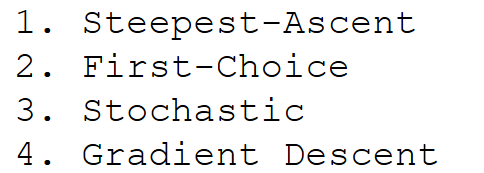 1. Steepest-Ascent
2. First-Choice
3. Stochastic
4. Gradient Descent